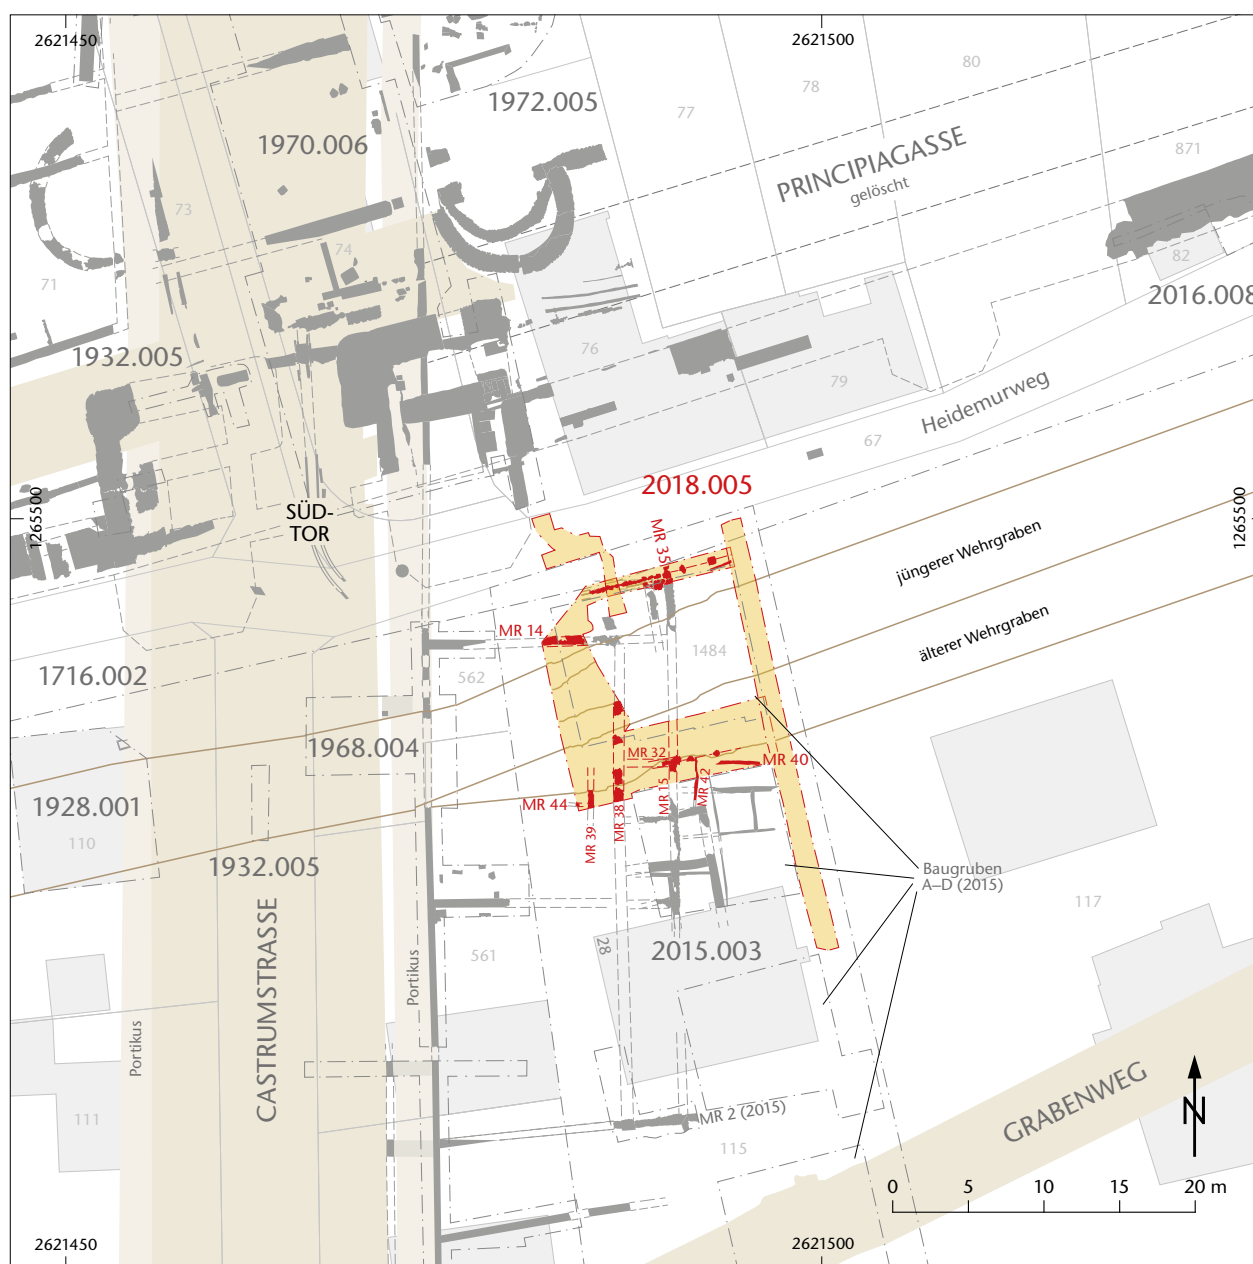 2621450
2621500
80
78
1972.005
77
1970.006
871
PRINCIPIAGASSE
gelöscht
73
74
82
71
2016.008
1932.005
76
79
Heidemurweg
67
2018.005
1265500
SÜD-
TOR
MR 35
1265500
jüngerer Wehrgraben
älterer Wehrgraben
MR 14
1484
1716.002
562
1968.004
MR 32
MR 40
1928.001
MR 44
MR 38
MR 15
MR 42
110
MR 39
1932.005
Baugruben
A–D (2015)
117
CASTRUMSTRASSE
Portikus
28
2015.003
561
Portikus
111
MR 2 (2015)
115
GRABENWEG
N
0 5 10 15 20 m
2621450
2621500